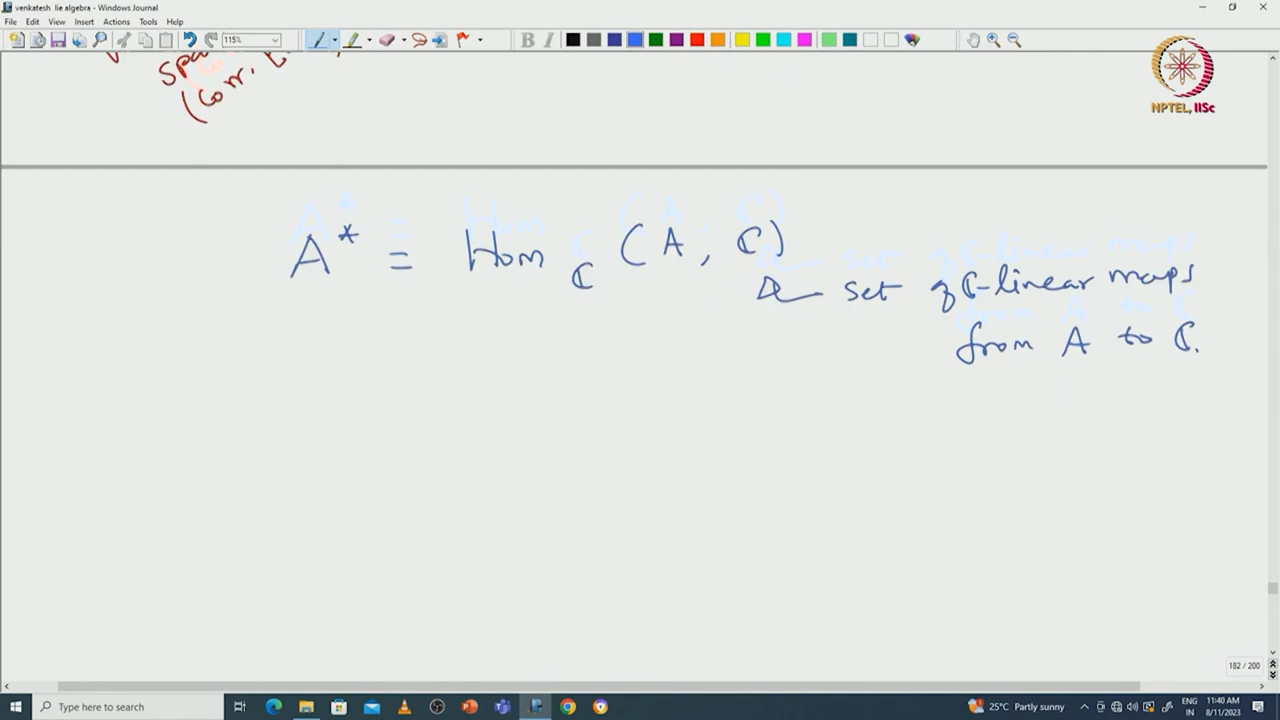 venkatesh lie algebra - Windows Journal
File Edit View Insert Actions Tools Help
115%
B I
NPTEL, IISc
(Corr.
A* = Hom_ℂ (A, ℂ)
set of ℂ-linear maps
from A to ℂ.
182 / 200
Type here to search
25°C Partly sunny
ENG
IN
11:40 AM
8/11/2023